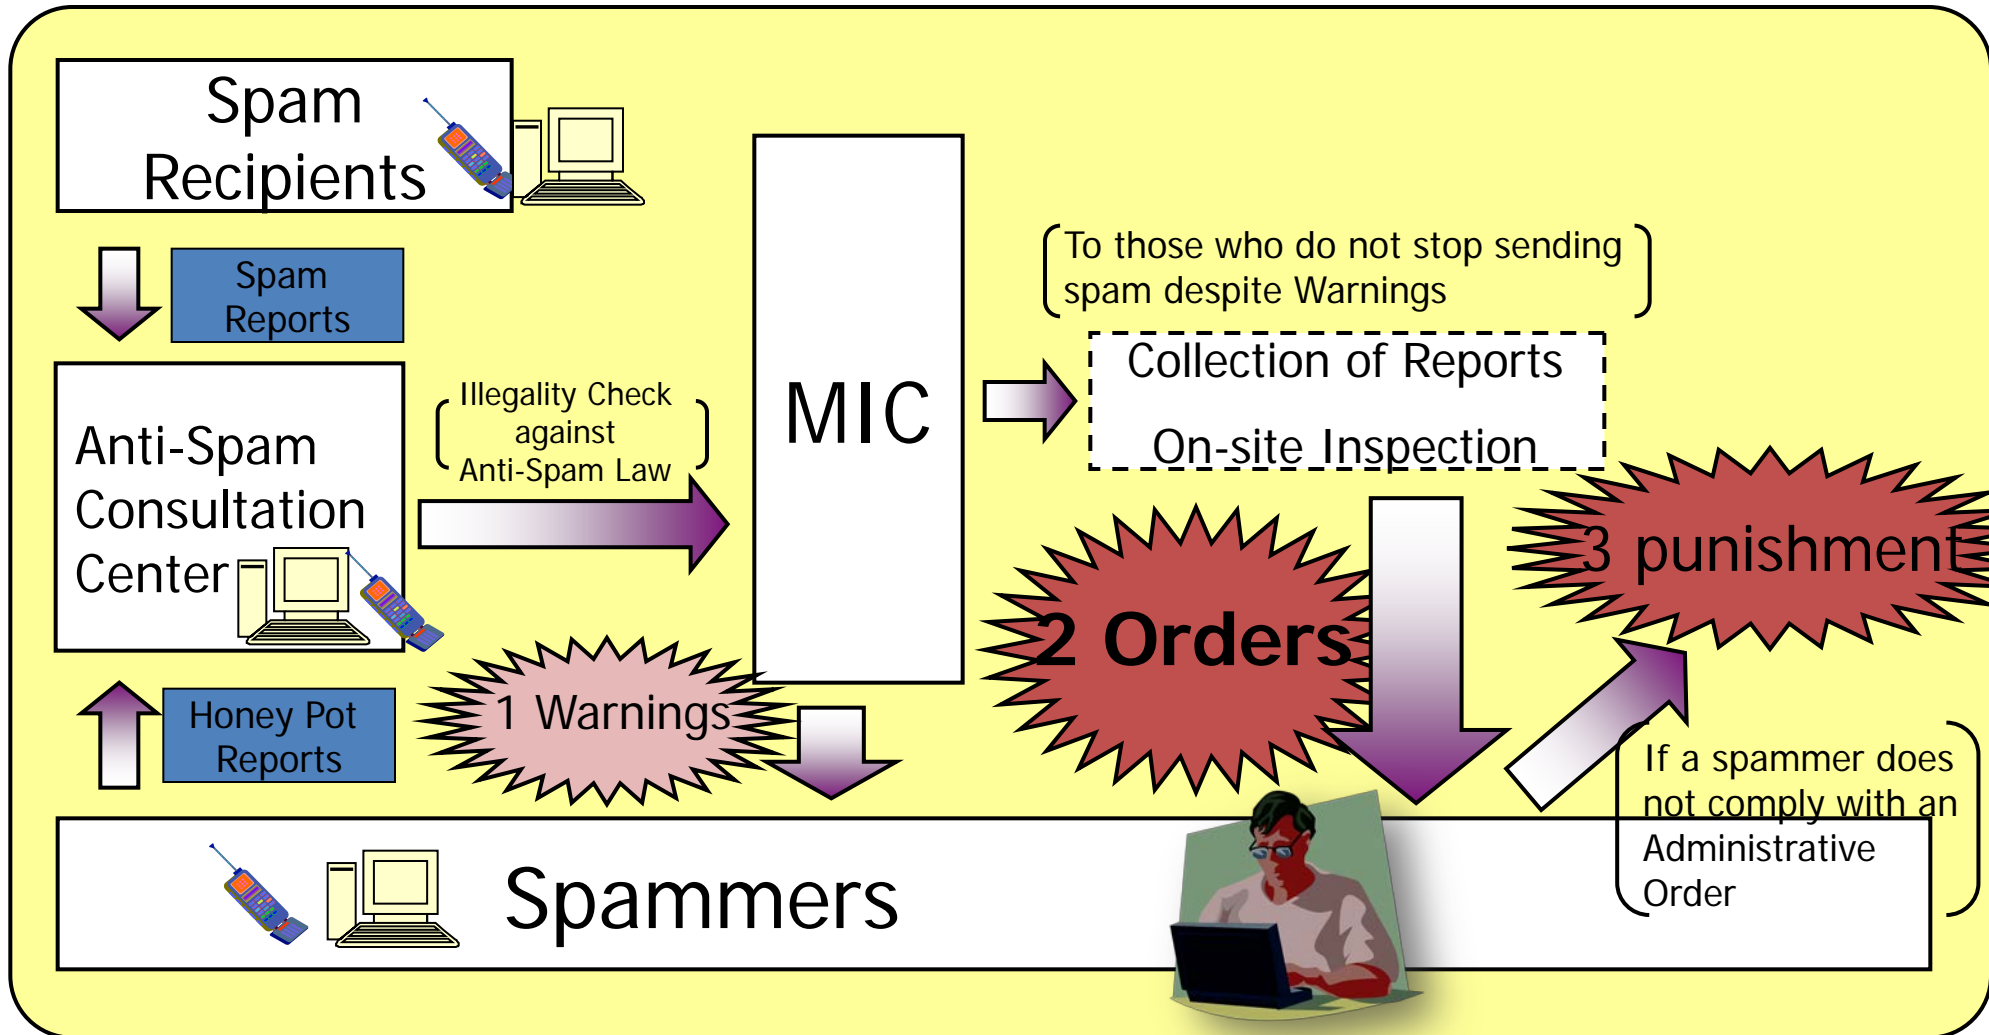 Spam
Recipients
Spam
Reports
Anti-Spam
Consultation
Center
Honey Pot
Reports
Illegality Check
against
Anti-Spam Law
1 Warnings
MIC
To those who do not stop sending
spam despite Warnings
Collection of Reports
On-site Inspection
2 Orders
3 punishment
If a spammer does
not comply with an
Administrative
Order
Spammers